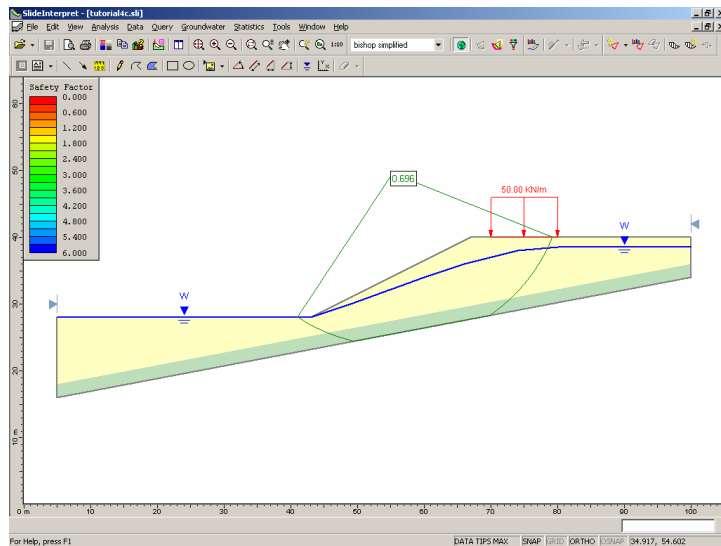 SlideInterpret - [tutorial4c.sli]
File Edit View Analysis Data Query Groundwater Statistics Tools Window Help
1:10 bishop simplified
Safety Factor
0.000
0.600
1.200
1.800
2.400
3.000
3.600
4.200
4.800
5.400
6.000
0.696
50.00 KN/m
W
W
60
50
40
30
20
10 m
0 m 10 20 30 40 50 60 70 80 90 100
For Help, press F1
DATA TIPS MAX SNAP GRID ORTHO OSNAP 34.917, 54.602